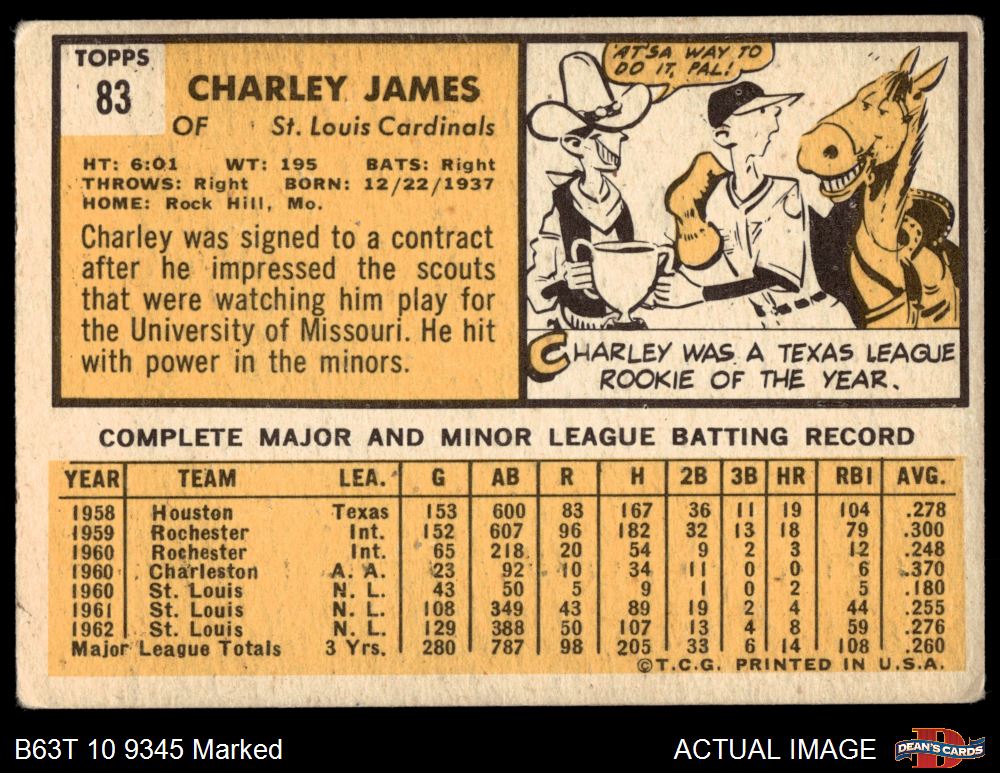 TOPPS
83
CHARLEY JAMES
OF St. Louis Cardinals
HT: 6:01 WT: 195 BATS: Right
THROWS: Right BORN: 12/22/1937
HOME: Rock Hill, Mo.
Charley was signed to a contract
after he impressed the scouts
that were watching him play for
the University of Missouri. He hit
with power in the minors.
'AT'SA WAY TO
DO IT, PAL!
CHARLEY WAS A TEXAS LEAGUE
ROOKIE OF THE YEAR.
COMPLETE MAJOR AND MINOR LEAGUE BATTING RECORD
YEAR TEAM LEA. G AB R H 2B 3B HR RBI AVG.
1958 Houston Texas 153 600 83 167 36 11 19 104 .278
1959 Rochester Int. 152 607 96 182 32 13 18 79 .300
1960 Rochester Int. 65 218 20 54 9 2 3 12 .248
1960 Charleston A. A. 23 92 10 34 11 0 0 6 .370
1960 St. Louis N. L. 43 50 5 9 1 0 2 5 .180
1961 St. Louis N. L. 108 349 43 89 19 2 4 44 .255
1962 St. Louis N. L. 129 388 50 107 13 4 8 59 .276
Major League Totals 3 Yrs. 280 787 98 205 33 6 14 108 .260
©T.C.G. PRINTED IN U.S.A.
B63T 10 9345 Marked
ACTUAL IMAGE
DEAN'S CARDS